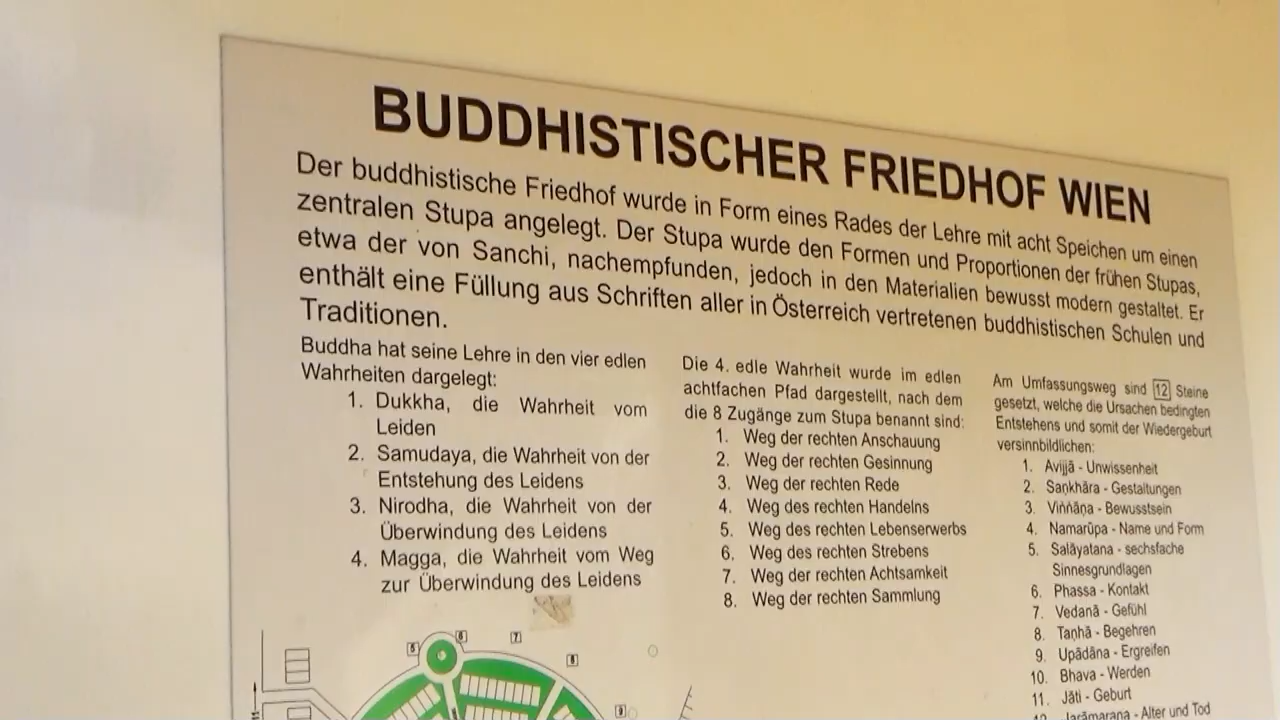 BUDDHISTISCHER FRIEDHOF WIEN
Der buddhistische Friedhof wurde in Form eines Rades der Lehre mit acht Speichen um einen
zentralen Stupa angelegt. Der Stupa wurde den Formen und Proportionen der frühen Stupas,
etwa der von Sanchi, nachempfunden, jedoch in den Materialien bewusst modern gestaltet. Er
enthält eine Füllung aus Schriften aller in Österreich vertretenen buddhistischen Schulen und
Traditionen.
Buddha hat seine Lehre in den vier edlen
Wahrheiten dargelegt:
1. Dukkha, die Wahrheit vom
Leiden
2. Samudaya, die Wahrheit von der
Entstehung des Leidens
3. Nirodha, die Wahrheit von der
Überwindung des Leidens
4. Magga, die Wahrheit vom Weg
zur Überwindung des Leidens
Die 4. edle Wahrheit wurde im edlen
achtfachen Pfad dargestellt, nach dem
die 8 Zugänge zum Stupa benannt sind:
1. Weg der rechten Anschauung
2. Weg der rechten Gesinnung
3. Weg der rechten Rede
4. Weg des rechten Handelns
5. Weg des rechten Lebenserwerbs
6. Weg des rechten Strebens
7. Weg der rechten Achtsamkeit
8. Weg der rechten Sammlung
Am Umfassungsweg sind 12 Steine
gesetzt, welche die Ursachen bedingten
Entstehens und somit der Wiedergeburt
versinnbildlichen:
1. Avijjā - Unwissenheit
2. Saṇkhāra - Gestaltungen
3. Viññāṇa - Bewusstsein
4. Namarūpa - Name und Form
5. Salāyatana - sechsfache
Sinnesgrundlagen
6. Phassa - Kontakt
7. Vedanā - Gefühl
8. Taṇhā - Begehren
9. Upādāna - Ergreifen
10. Bhava - Werden
11. Jāti - Geburt
12. Jarāmaraṇa - Alter und Tod
5
6
7
8
9